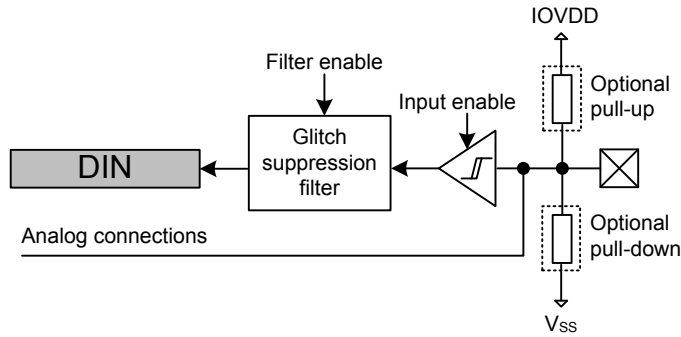 IOVDD
Filter enable
Optional
pull-up
Input enable
Glitch
suppression
filter
DIN
Optional
pull-down
Analog connections
VSS